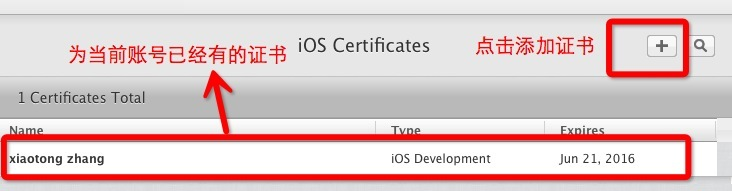 为当前账号已经有的证书
iOS Certificates
点击添加证书
1 Certificates Total
Name Type Expires
xiaotong zhang iOS Development Jun 21, 2016